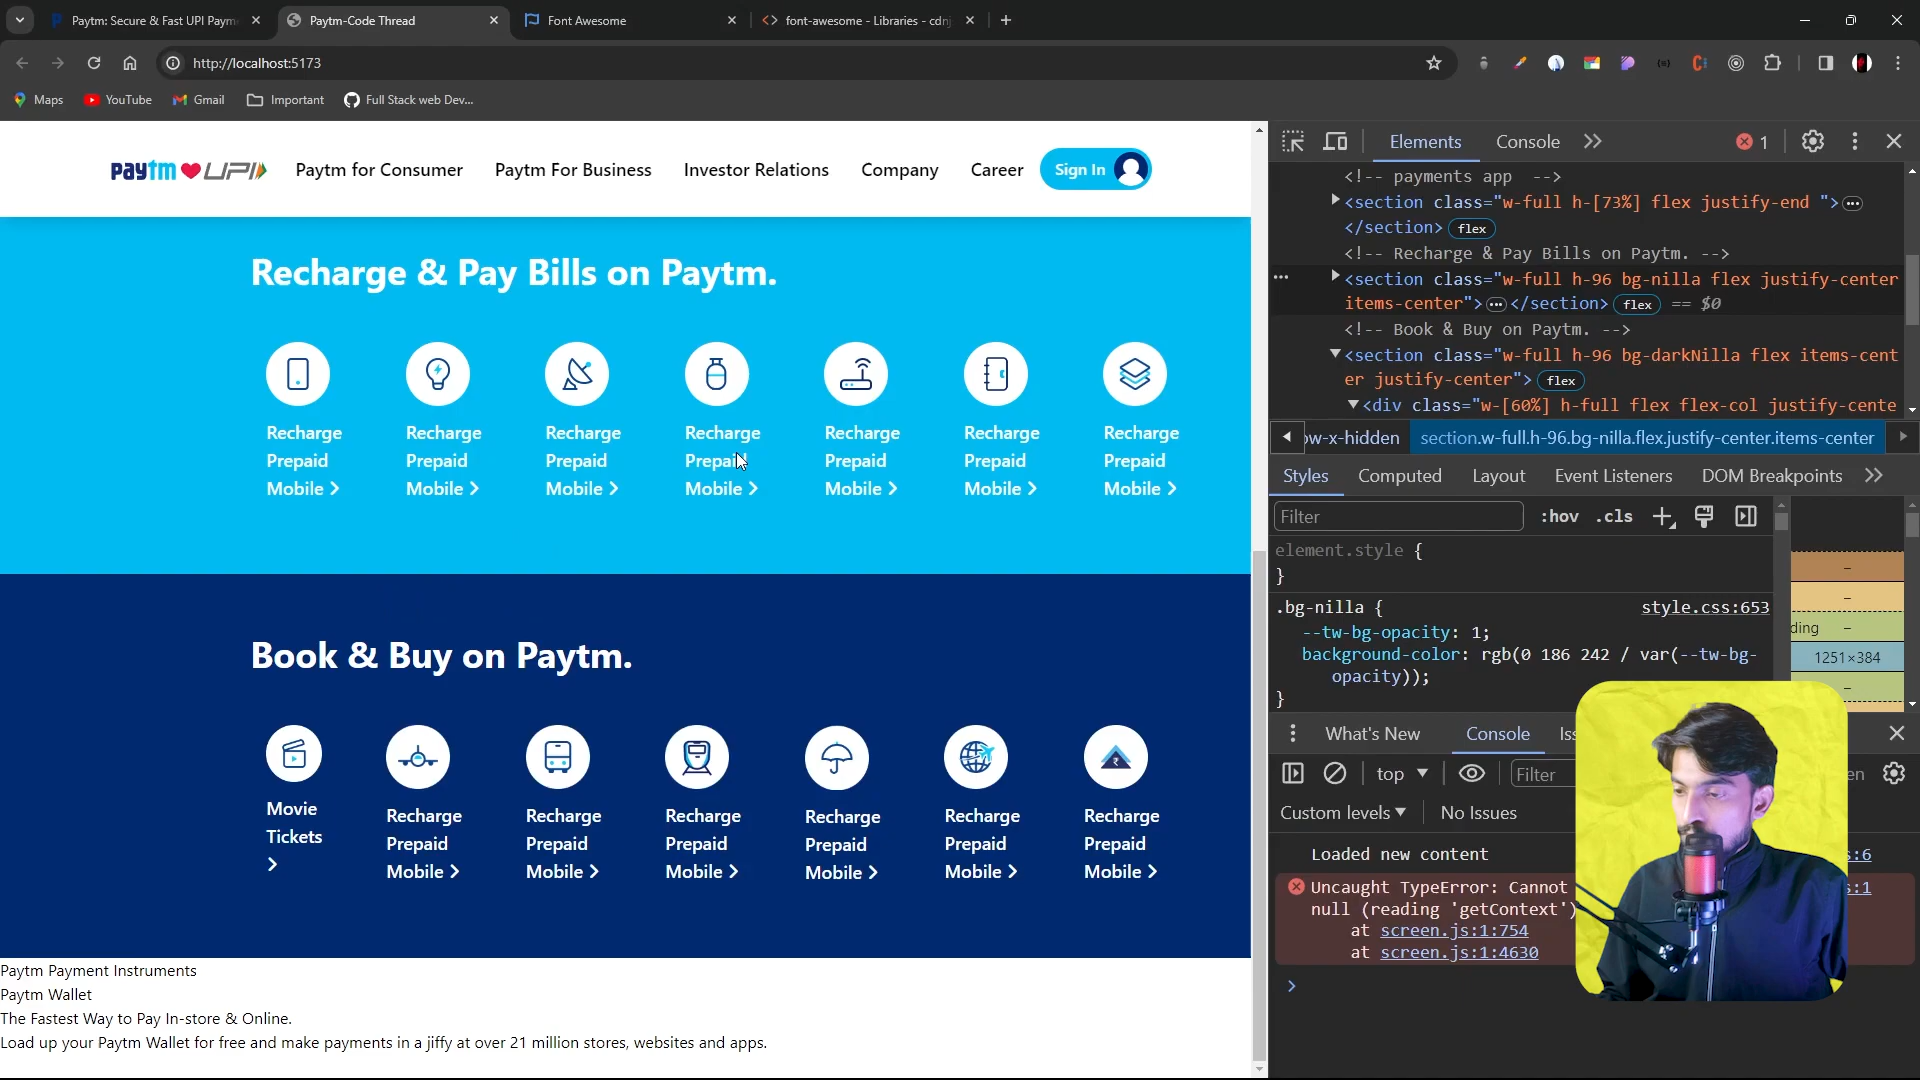 Paytm: Secure & Fast UPI Paym
Paytm-Code Thread
Font Awesome
font-awesome - Libraries - cdnj
http://localhost:5173
Maps
YouTube
Gmail
Important
Full Stack web Dev...
paytm UPI
Paytm for Consumer
Paytm For Business
Investor Relations
Company
Career
Sign In
Recharge & Pay Bills on Paytm.
Recharge Recharge Recharge Recharge Recharge Recharge Recharge
Prepaid Prepaid Prepaid Prepaid Prepaid Prepaid Prepaid
Mobile Mobile Mobile Mobile Mobile Mobile Mobile
Book & Buy on Paytm.
Movie
Tickets
Recharge Recharge Recharge Recharge Recharge Recharge
Prepaid Prepaid Prepaid Prepaid Prepaid Prepaid
Mobile Mobile Mobile Mobile Mobile Mobile
Paytm Payment Instruments
Paytm Wallet
The Fastest Way to Pay In-store & Online.
Load up your Paytm Wallet for free and make payments in a jiffy at over 21 million stores, websites and apps.
Elements
Console
1
<!-- payments app -->
<section class="w-full h-[73%] flex justify-end ">
</section> flex
<!-- Recharge & Pay Bills on Paytm. -->
<section class="w-full h-96 bg-nilla flex justify-center
items-center"> … </section> flex == $0
<!-- Book & Buy on Paytm. -->
<section class="w-full h-96 bg-darkNilla flex items-cent
er justify-center"> flex
<div class="w-[60%] h-full flex flex-col justify-cente
ow-x-hidden
section.w-full.h-96.bg-nilla.flex.justify-center.items-center
Styles
Computed
Layout
Event Listeners
DOM Breakpoints
Filter
:hov
.cls
element.style {
}
.bg-nilla {
style.css:653
--tw-bg-opacity: 1;
background-color: rgb(0 186 242 / var(--tw-bg-
opacity));
}
ding
1251×384
What's New
Console
Iss
top
Filter
en
Custom levels
No Issues
Loaded new content
s:6
Uncaught TypeError: Cannot
s:1
null (reading 'getContext')
at screen.js:1:754
at screen.js:1:4630